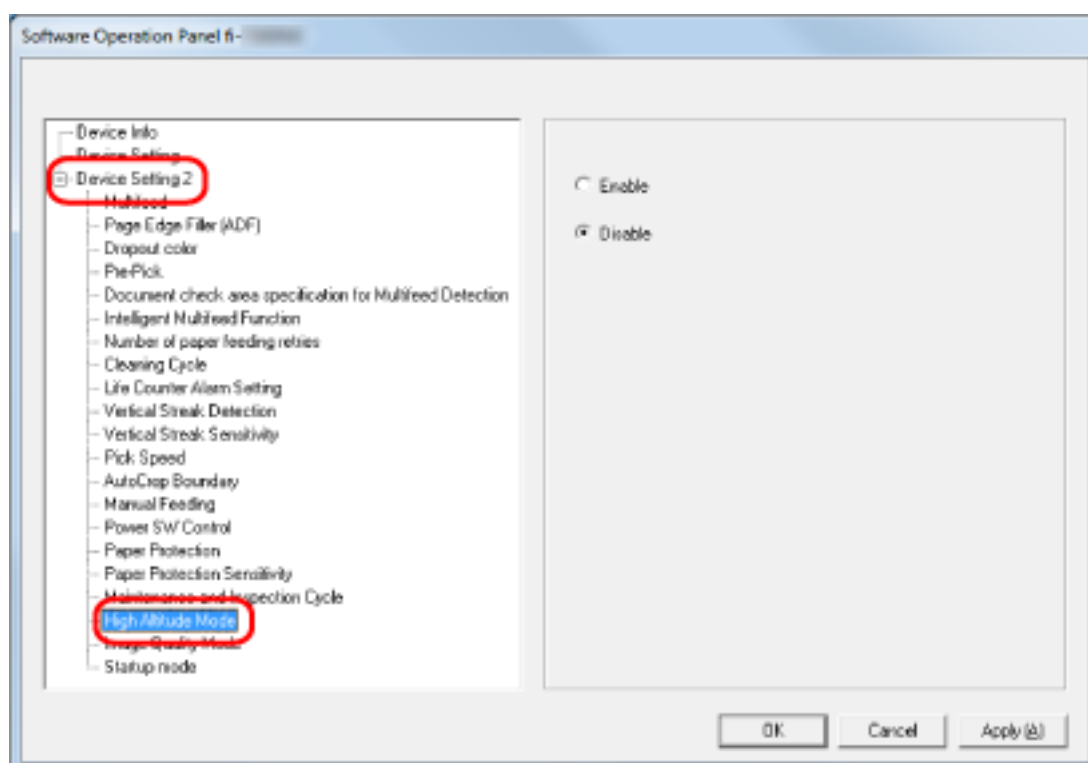 Software Operation Panel fi-
Device Info
Device Setting
Device Setting 2
Multifeed
Page Edge Filler (ADF)
Dropout color
Pre-Pick
Document check area specification for Multifeed Detection
Intelligent Multifeed Function
Number of paper feeding retries
Cleaning Cycle
Life Counter Alarm Setting
Vertical Streak Detection
Vertical Streak Sensitivity
Pick Speed
AutoCrop Boundary
Manual Feeding
Power SW Control
Paper Protection
Paper Protection Sensitivity
Maintenance and Inspection Cycle
High Altitude Mode
Image Quality Mode
Startup mode
Enable
Disable
OK
Cancel
Apply (A)